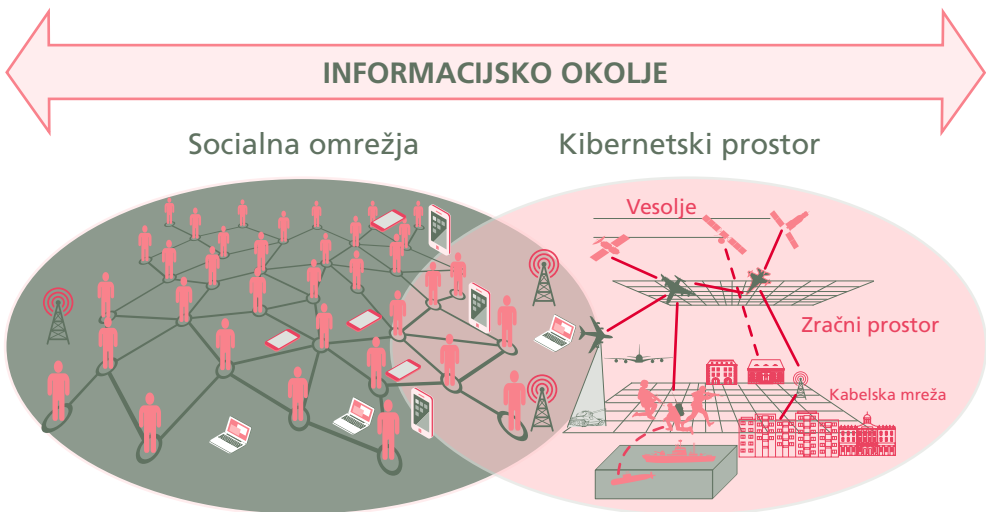 INFORMACIJSKO OKOLJE
Socialna omrežja
Kibernetski prostor
Vesolje
Zračni prostor
Kabelska mreža